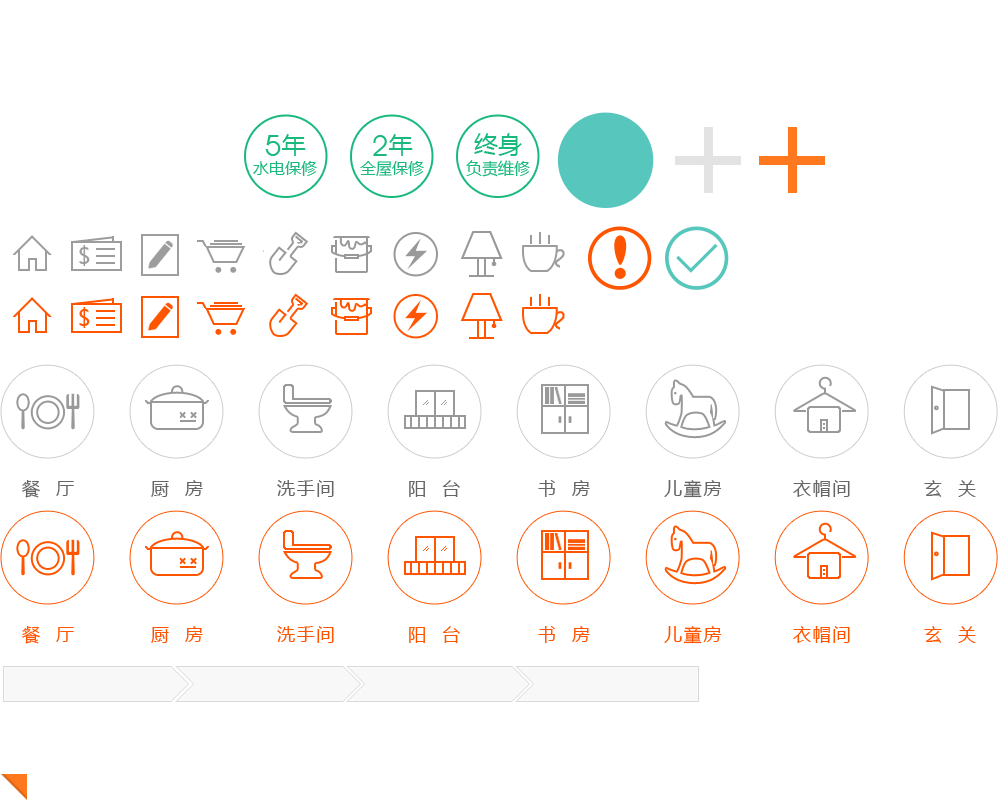 5年
水电保修
2年
全屋保修
终身
负责维修
餐 厅
厨 房
洗手间
阳 台
书 房
儿童房
衣帽间
玄 关
餐 厅
厨 房
洗手间
阳 台
书 房
儿童房
衣帽间
玄 关